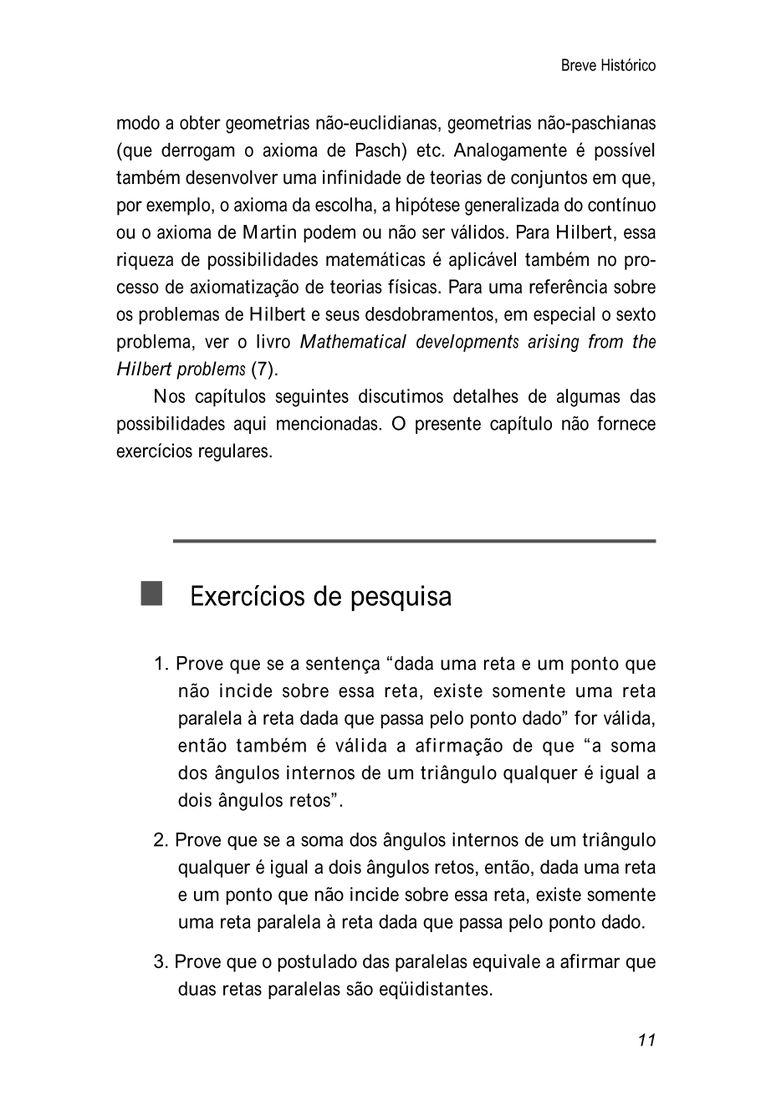 Breve Histórico
modo a obter geometrias não-euclidianas, geometrias não-paschianas
(que derrogam o axioma de Pasch) etc. Analogamente é possível
também desenvolver uma infinidade de teorias de conjuntos em que,
por exemplo, o axioma da escolha, a hipótese generalizada do contínuo
ou o axioma de Martin podem ou não ser válidos. Para Hilbert, essa
riqueza de possibilidades matemáticas é aplicável também no pro-
cesso de axiomatização de teorias físicas. Para uma referência sobre
os problemas de Hilbert e seus desdobramentos, em especial o sexto
problema, ver o livro Mathematical developments arising from the
Hilbert problems (7).
Nos capítulos seguintes discutimos detalhes de algumas das
possibilidades aqui mencionadas. O presente capítulo não fornece
exercícios regulares.
Exercícios de pesquisa
1. Prove que se a sentença “dada uma reta e um ponto que
não incide sobre essa reta, existe somente uma reta
paralela à reta dada que passa pelo ponto dado” for válida,
então também é válida a afirmação de que “a soma
dos ângulos internos de um triângulo qualquer é igual a
dois ângulos retos”.
2. Prove que se a soma dos ângulos internos de um triângulo
qualquer é igual a dois ângulos retos, então, dada uma reta
e um ponto que não incide sobre essa reta, existe somente
uma reta paralela à reta dada que passa pelo ponto dado.
3. Prove que o postulado das paralelas equivale a afirmar que
duas retas paralelas são eqüidistantes.
11